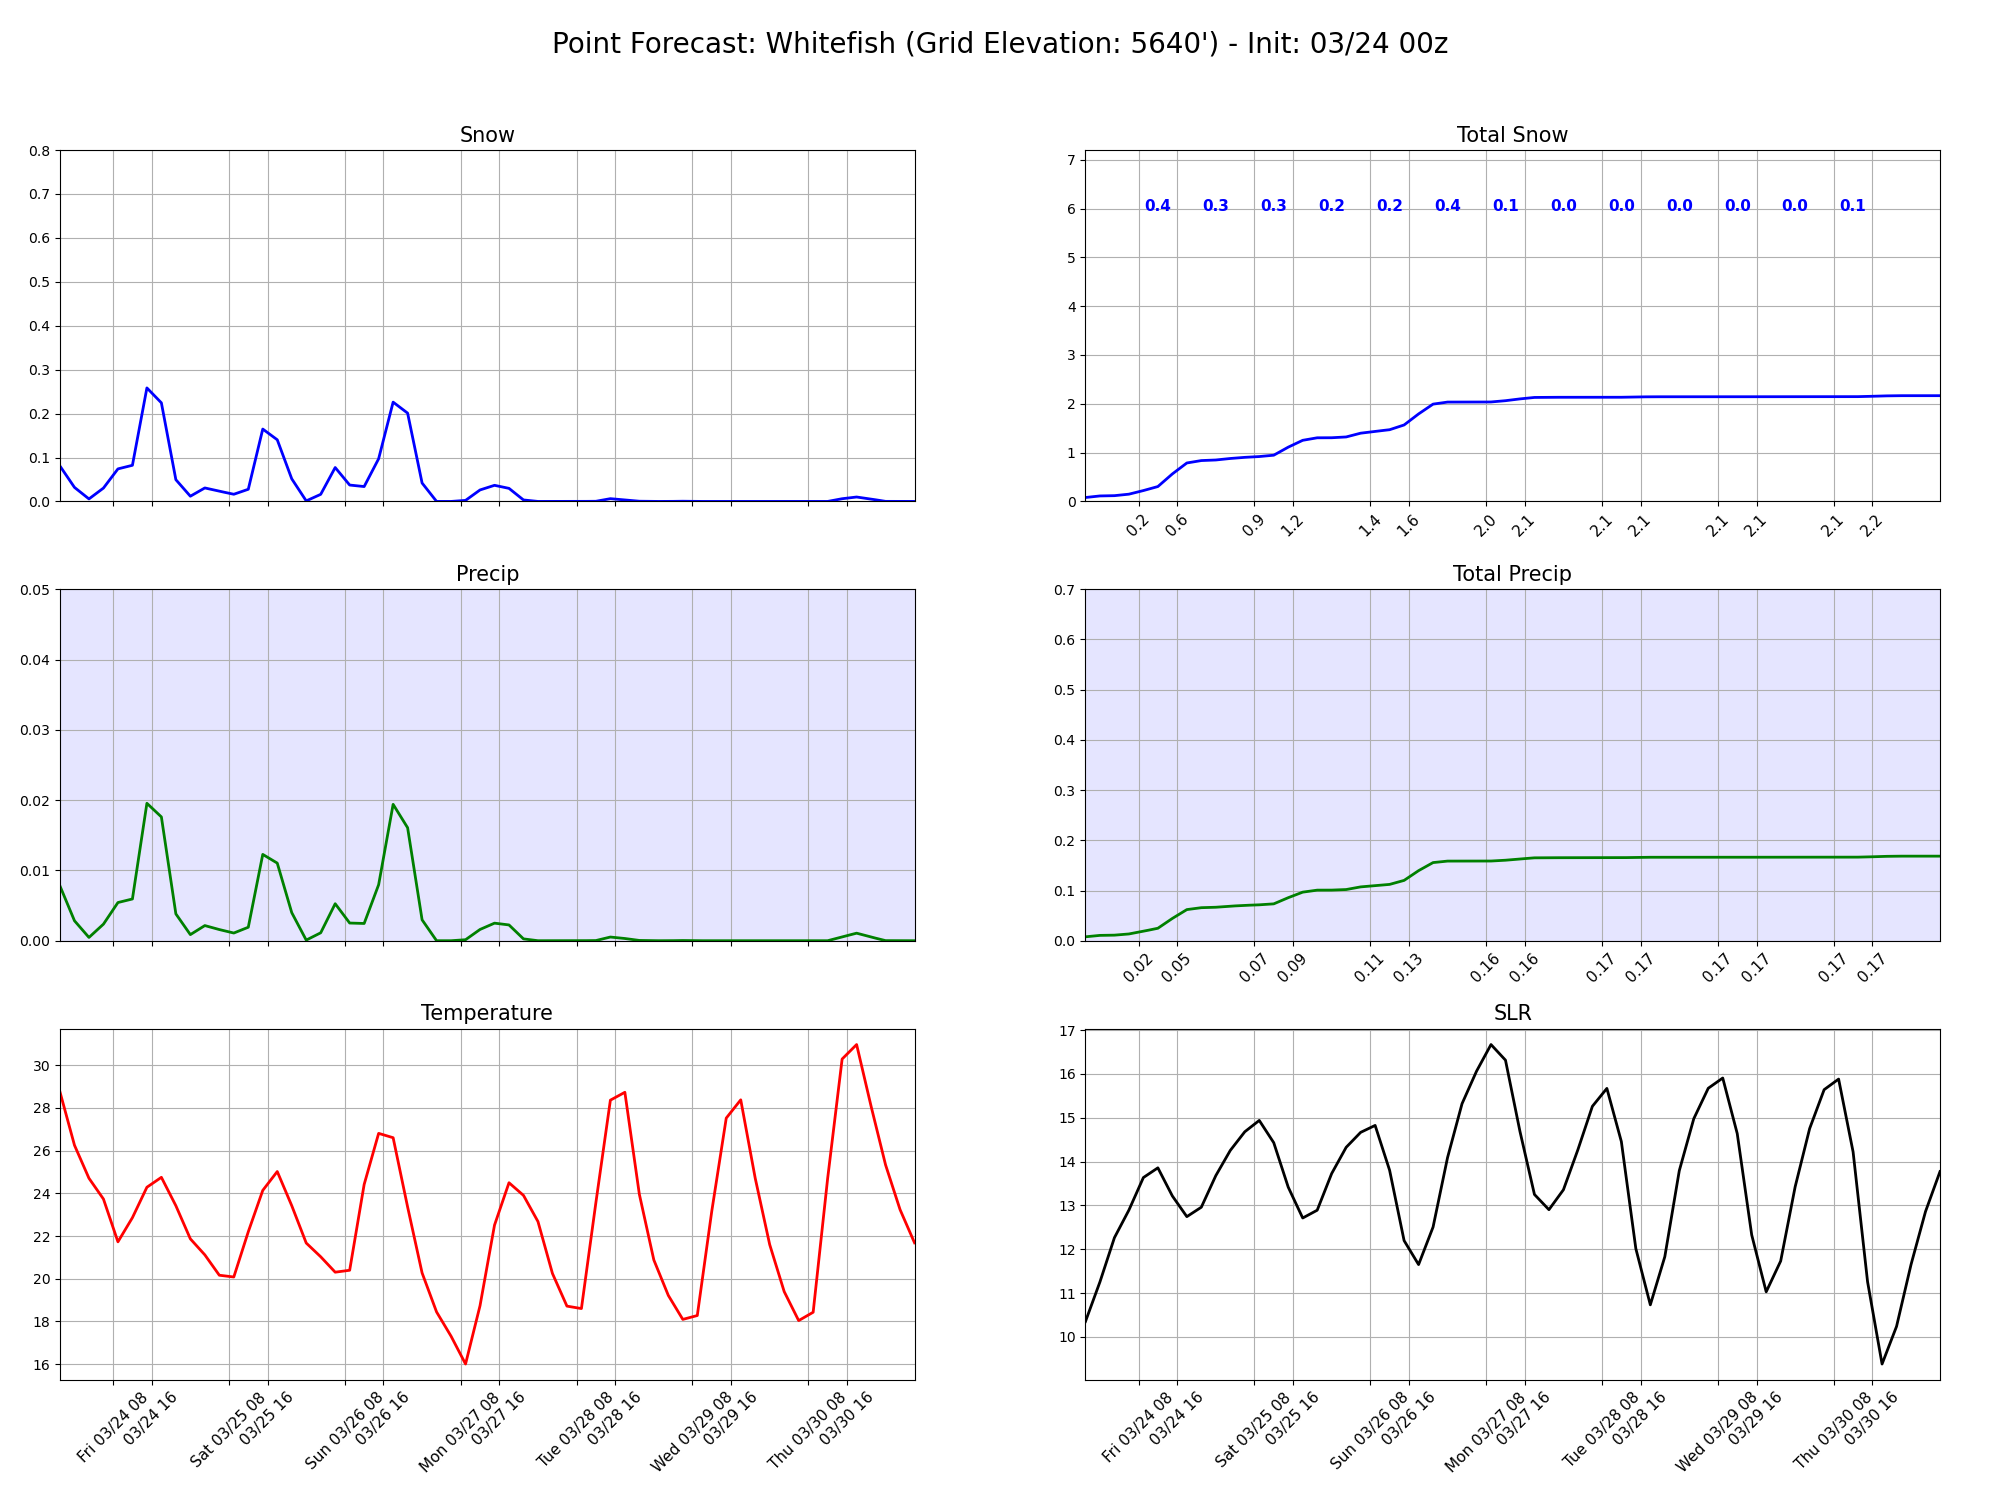 Point Forecast: Whitefish (Grid Elevation: 5640') - Init: 03/24 00z
Snow
0.8
0.7
0.6
0.5
0.4
0.3
0.2
0.1
0.0
Total Snow
7
6
5
4
3
2
1
0
0.4 0.3 0.3 0.2 0.2 0.4 0.1 0.0 0.0 0.0 0.0 0.0 0.1
0.2 0.6 0.9 1.2 1.4 1.6 2.0 2.1 2.1 2.1 2.1 2.1 2.1 2.2
Precip
0.05
0.04
0.03
0.02
0.01
0.00
Total Precip
0.7
0.6
0.5
0.4
0.3
0.2
0.1
0.0
0.02 0.05 0.07 0.09 0.11 0.13 0.16 0.16 0.17 0.17 0.17 0.17 0.17 0.17
Temperature
30
28
26
24
22
20
18
16
Fri 03/24 08
03/24 16
Sat 03/25 08
03/25 16
Sun 03/26 08
03/26 16
Mon 03/27 08
03/27 16
Tue 03/28 08
03/28 16
Wed 03/29 08
03/29 16
Thu 03/30 08
03/30 16
SLR
17
16
15
14
13
12
11
10
Fri 03/24 08
03/24 16
Sat 03/25 08
03/25 16
Sun 03/26 08
03/26 16
Mon 03/27 08
03/27 16
Tue 03/28 08
03/28 16
Wed 03/29 08
03/29 16
Thu 03/30 08
03/30 16